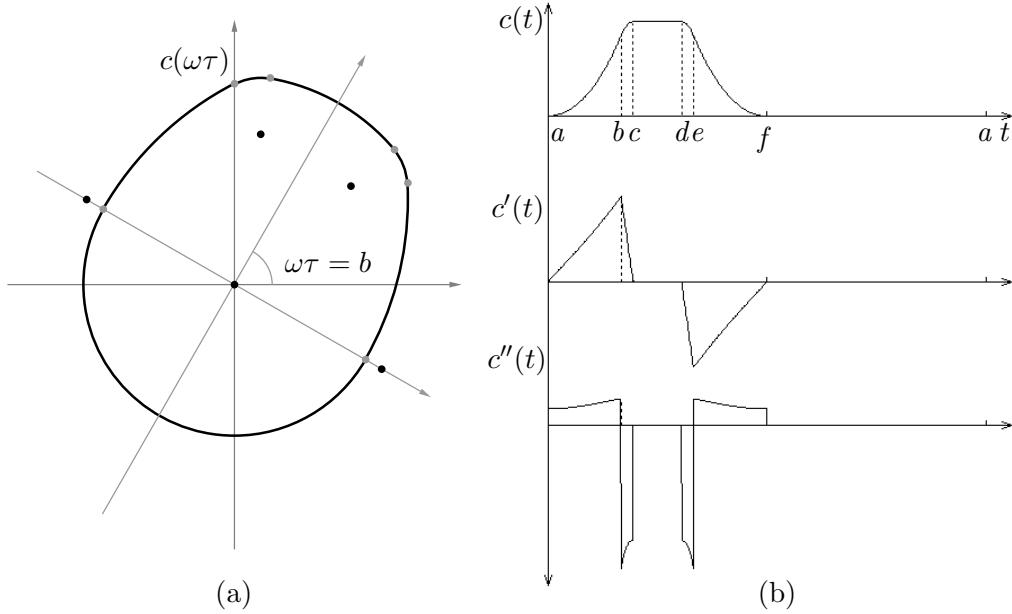 c(ωτ)
ωτ = b
(a)
c(t)
a b c d e f a t
c′(t)
c″(t)
(b)